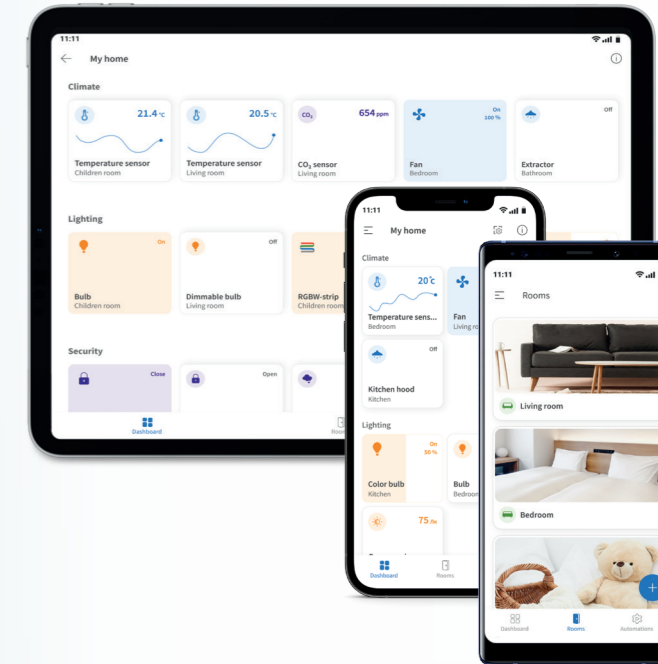 11:11
My home
Climate
21.4 °C
20.5 °C
CO₂
654 ppm
On
100 %
Off
Temperature sensor
Children room
Temperature sensor
Living room
CO₂ sensor
Living room
Fan
Bedroom
Extractor
Bathroom
Lighting
On
Off
Bulb
Children room
Dimmable bulb
Living room
RGBW-strip
Children room
Security
Close
Open
Dashboard
11:11
My home
Climate
20°C
Temperature sens...
Bedroom
Fan
Living
Off
Kitchen hood
Kitchen
Lighting
On
50 %
Color bulb
Kitchen
Bulb
75 lx
Dashboard
Rooms
11:11
Rooms
Living room
Bedroom
Dashboard
Rooms
Automations